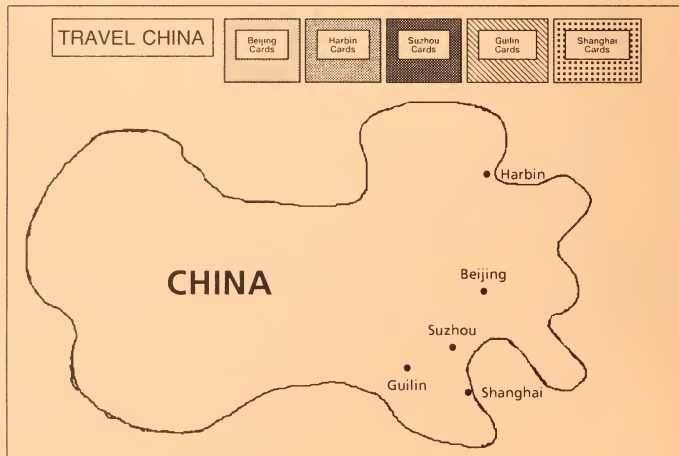 TRAVEL CHINA
Beijing
Cards
Harbin
Cards
Suzhou
Cards
Guilin
Cards
Shanghai
Cards
Harbin
CHINA
Beijing
Suzhou
Guilin
Shanghai